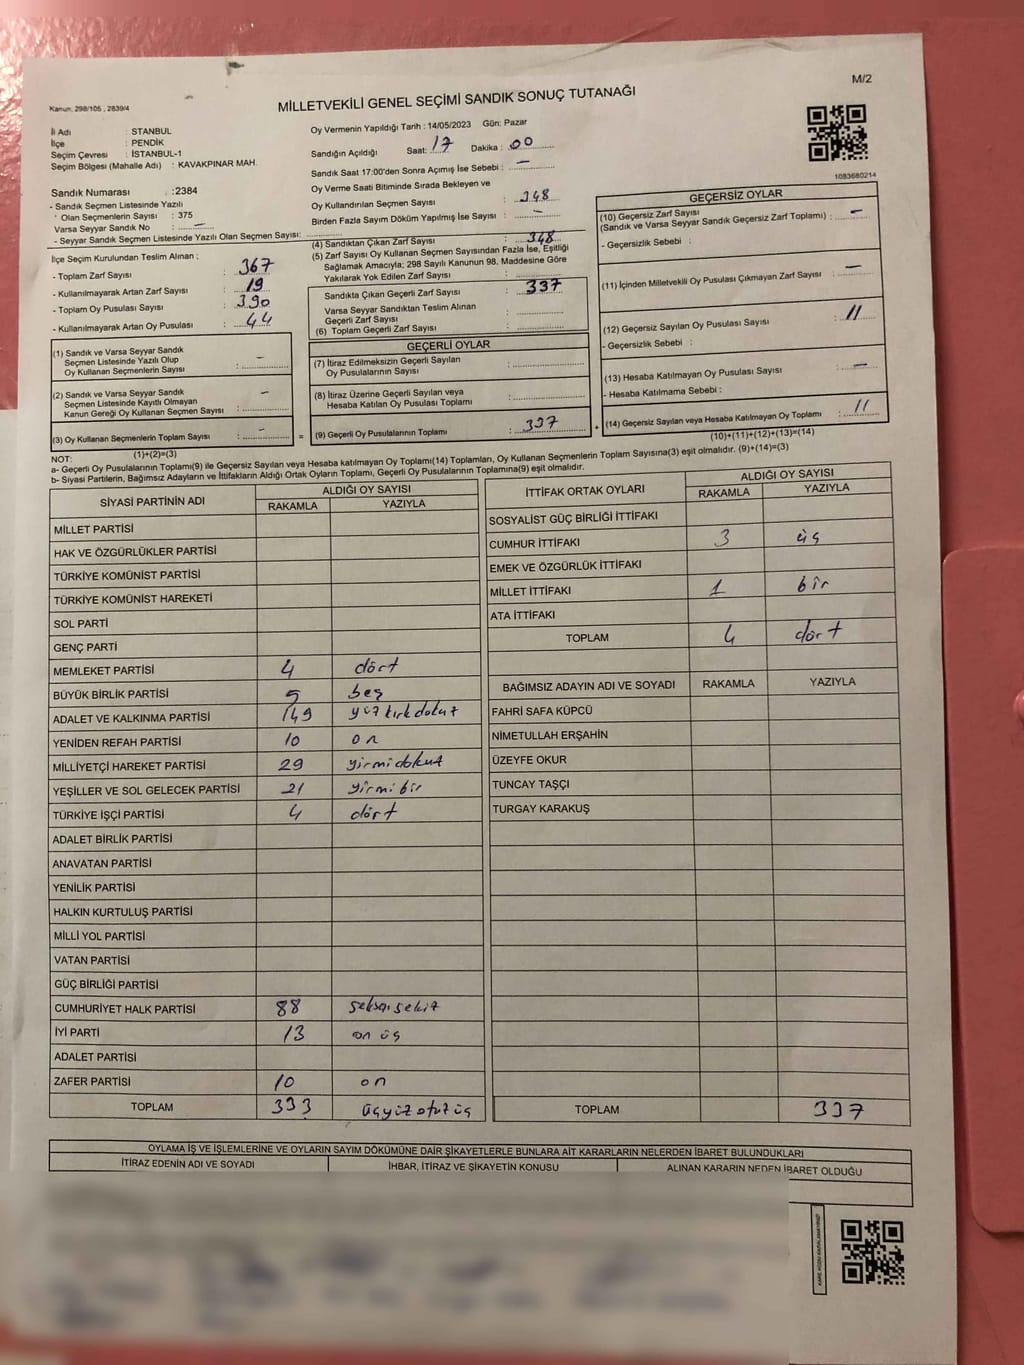 M/2
Kanun: 298/105 , 2839/4
MİLLETVEKİLİ GENEL SEÇİMİ SANDIK SONUÇ TUTANAĞI
İl Adı : STANBUL
İlçe : PENDİK
Seçim Çevresi : İSTANBUL-1
Seçim Bölgesi (Mahalle Adı) : KAVAKPINAR MAH.
Sandık Numarası :2384
- Sandık Seçmen Listesinde Yazılı
Olan Seçmenlerin Sayısı : 375
Varsa Seyyar Sandık No : —
- Seyyar Sandık Seçmen Listesinde Yazılı Olan Seçmen Sayısı:
İlçe Seçim Kurulundan Teslim Alınan ;
- Toplam Zarf Sayısı : 367
- Kullanılmayarak Artan Zarf Sayısı : 19
- Toplam Oy Pusulası Sayısı : 390
- Kullanılmayarak Artan Oy Pusulası : 44
(1) Sandık ve Varsa Seyyar Sandık
Seçmen Listesinde Yazılı Olup
Oy Kullanan Seçmenlerin Sayısı : —
(2) Sandık ve Varsa Seyyar Sandık
Seçmen Listesinde Kayıtlı Olmayan
Kanun Gereği Oy Kullanan Seçmen Sayısı : —
(3) Oy Kullanan Seçmenlerin Toplam Sayısı : —
(1)+(2)=(3)
Oy Vermenin Yapıldığı Tarih : 14/05/2023 Gün: Pazar
Sandığın Açıldığı Saat: 17 Dakika : 00
Sandık Saat 17:00'den Sonra Açımış İse Sebebi : —
Oy Verme Saati Bitiminde Sırada Bekleyen ve
Oy Kullandırılan Seçmen Sayısı : 348
Birden Fazla Sayım Döküm Yapılmış İse Sayısı : —
(4) Sandıktan Çıkan Zarf Sayısı : 348
(5) Zarf Sayısı Oy Kullanan Seçmen Sayısından Fazla İse, Eşitliği
Sağlamak Amacıyla; 298 Sayılı Kanunun 98. Maddesine Göre
Yakılarak Yok Edilen Zarf Sayısı :
Sandıkta Çıkan Geçerli Zarf Sayısı : 337
Varsa Seyyar Sandıktan Teslim Alınan
Geçerli Zarf Sayısı :
(6) Toplam Geçerli Zarf Sayısı :
GEÇERLİ OYLAR
(7) İtiraz Edilmeksizin Geçerli Sayılan
Oy Pusulalarının Sayısı :
(8) İtiraz Üzerine Geçerli Sayılan veya
Hesaba Katılan Oy Pusulası Toplamı :
= (9) Geçerli Oy Pusulalarının Toplamı : 337 +
1083680214
GEÇERSİZ OYLAR
(10) Geçersiz Zarf Sayısı
(Sandık ve Varsa Seyyar Sandık Geçersiz Zarf Toplamı) : —
- Geçersizlik Sebebi :
(11) İçinden Milletvekili Oy Pusulası Çıkmayan Zarf Sayısı : —
(12) Geçersiz Sayılan Oy Pusulası Sayısı : 11
- Geçersizlik Sebebi :
(13) Hesaba Katılmayan Oy Pusulası Sayısı : —
- Hesaba Katılmama Sebebi :
(14) Geçersiz Sayılan veya Hesaba Katılmayan Oy Toplamı : 11
(10)+(11)+(12)+(13)=(14)
NOT:
a- Geçerli Oy Pusulalarının Toplamı(9) ile Geçersiz Sayılan veya Hesaba katılmayan Oy Toplamı(14) Toplamları, Oy Kullanan Seçmenlerin Toplam Sayısına(3) eşit olmalıdır. (9)+(14)=(3)
b- Siyasi Partilerin, Bağımsız Adayların ve İttifakların Aldığı Ortak Oyların Toplamı, Geçerli Oy Pusulalarının Toplamına(9) eşit olmalıdır.
SİYASİ PARTİNİN ADI ALDIĞI OY SAYISI
RAKAMLA YAZIYLA
MİLLET PARTİSİ
HAK VE ÖZGÜRLÜKLER PARTİSİ
TÜRKİYE KOMÜNİST PARTİSİ
TÜRKİYE KOMÜNİST HAREKETİ
SOL PARTİ
GENÇ PARTİ
MEMLEKET PARTİSİ 4 dört
BÜYÜK BİRLİK PARTİSİ 5 beş
ADALET VE KALKINMA PARTİSİ 149 yüz kırk dokuz
YENİDEN REFAH PARTİSİ 10 on
MİLLİYETÇİ HAREKET PARTİSİ 29 yirmi dokuz
YEŞİLLER VE SOL GELECEK PARTİSİ 21 yirmi bir
TÜRKİYE İŞÇİ PARTİSİ 4 dört
ADALET BİRLİK PARTİSİ
ANAVATAN PARTİSİ
YENİLİK PARTİSİ
HALKIN KURTULUŞ PARTİSİ
MİLLİ YOL PARTİSİ
VATAN PARTİSİ
GÜÇ BİRLİĞİ PARTİSİ
CUMHURİYET HALK PARTİSİ 88 seksen sekiz
İYİ PARTİ 13 on üç
ADALET PARTİSİ
ZAFER PARTİSİ 10 on
TOPLAM 333 üçyüz otuz üç
İTTİFAK ORTAK OYLARI ALDIĞI OY SAYISI
RAKAMLA YAZIYLA
SOSYALİST GÜÇ BİRLİĞİ İTTİFAKI
CUMHUR İTTİFAKI 3 üç
EMEK VE ÖZGÜRLÜK İTTİFAKI
MİLLET İTTİFAKI 1 bir
ATA İTTİFAKI
TOPLAM 4 dört
BAĞIMSIZ ADAYIN ADI VE SOYADI RAKAMLA YAZIYLA
FAHRİ SAFA KÜPCÜ
NİMETULLAH ERŞAHİN
ÜZEYFE OKUR
TUNCAY TAŞÇI
TURGAY KARAKUŞ
TOPLAM 337
OYLAMA İŞ VE İŞLEMLERİNE VE OYLARIN SAYIM DÖKÜMÜNE DAİR ŞİKAYETLERLE BUNLARA AİT KARARLARIN NELERDEN İBARET BULUNDUKLARI
İTİRAZ EDENİN ADI VE SOYADI İHBAR, İTİRAZ VE ŞİKAYETİN KONUSU ALINAN KARARIN NEDEN İBARET OLDUĞU